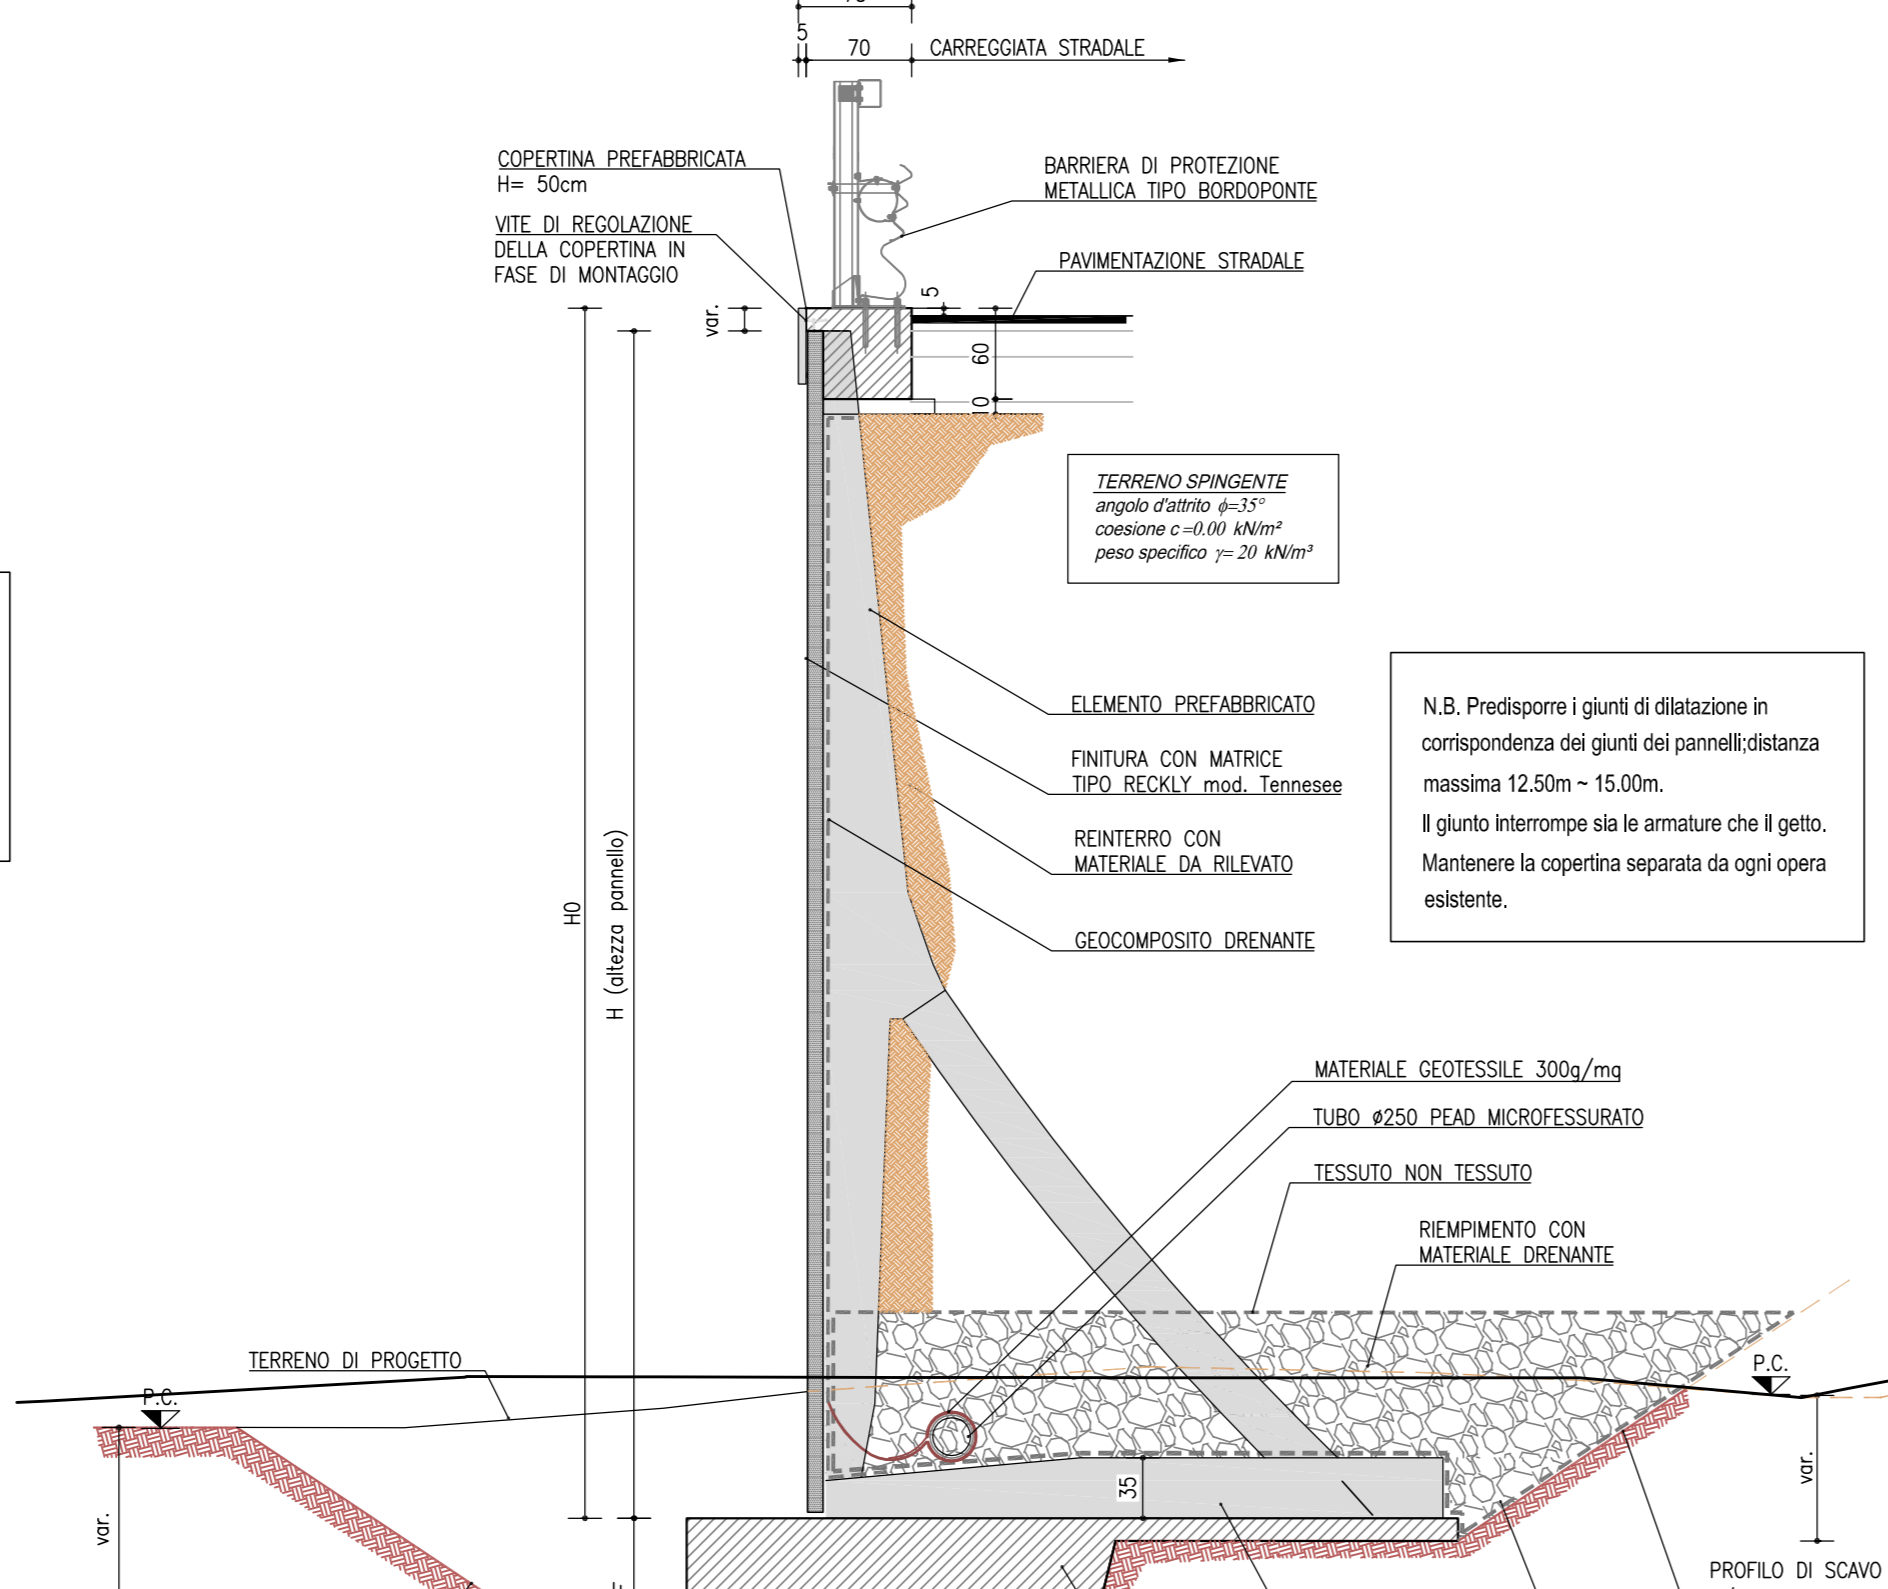 5
70
CARREGGIATA STRADALE
COPERTINA PREFABBRICATA
H= 50cm
VITE DI REGOLAZIONE
DELLA COPERTINA IN
FASE DI MONTAGGIO
BARRIERA DI PROTEZIONE
METALLICA TIPO BORDOPONTE
PAVIMENTAZIONE STRADALE
var.
5
60
10
TERRENO SPINGENTE
angolo d'attrito ϕ=35°
coesione c =0.00 kN/m²
peso specifico γ= 20 kN/m³
ELEMENTO PREFABBRICATO
FINITURA CON MATRICE
TIPO RECKLY mod. Tennesee
REINTERRO CON
MATERIALE DA RILEVATO
GEOCOMPOSITO DRENANTE
N.B. Predisporre i giunti di dilatazione in
corrispondenza dei giunti dei pannelli;distanza
massima 12.50m ~ 15.00m.
Il giunto interrompe sia le armature che il getto.
Mantenere la copertina separata da ogni opera
esistente.
H0
H (altezza pannello)
MATERIALE GEOTESSILE 300g/mq
TUBO ø250 PEAD MICROFESSURATO
TESSUTO NON TESSUTO
RIEMPIMENTO CON
MATERIALE DRENANTE
TERRENO DI PROGETTO
P.C.
P.C.
35
var.
var.
PROFILO DI SCAVO